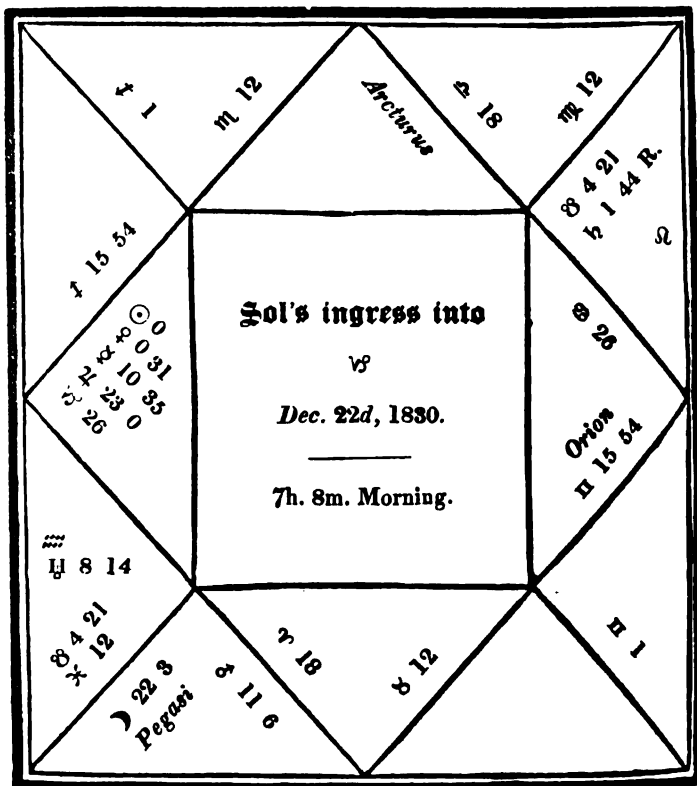 ♐ 1
♏ 12
Arcturus
♎ 18
♍ 12
☋ 4 21
♄ 1 44 R.
♌
♐ 15 54
☉ 0
♀ 0 31
☿ 10 35
♃ 23 0
♑ 26
Sol's ingress into
♑
Dec. 22d, 1830.
7h. 8m. Morning.
♋ 26
Orion
♊ 15 54
♒
♅ 8 14
☋ 4 21
♓ 12
☽ 22 3
Pegasi
♂ 11 6
♈ 18
♉ 12
♊ 1